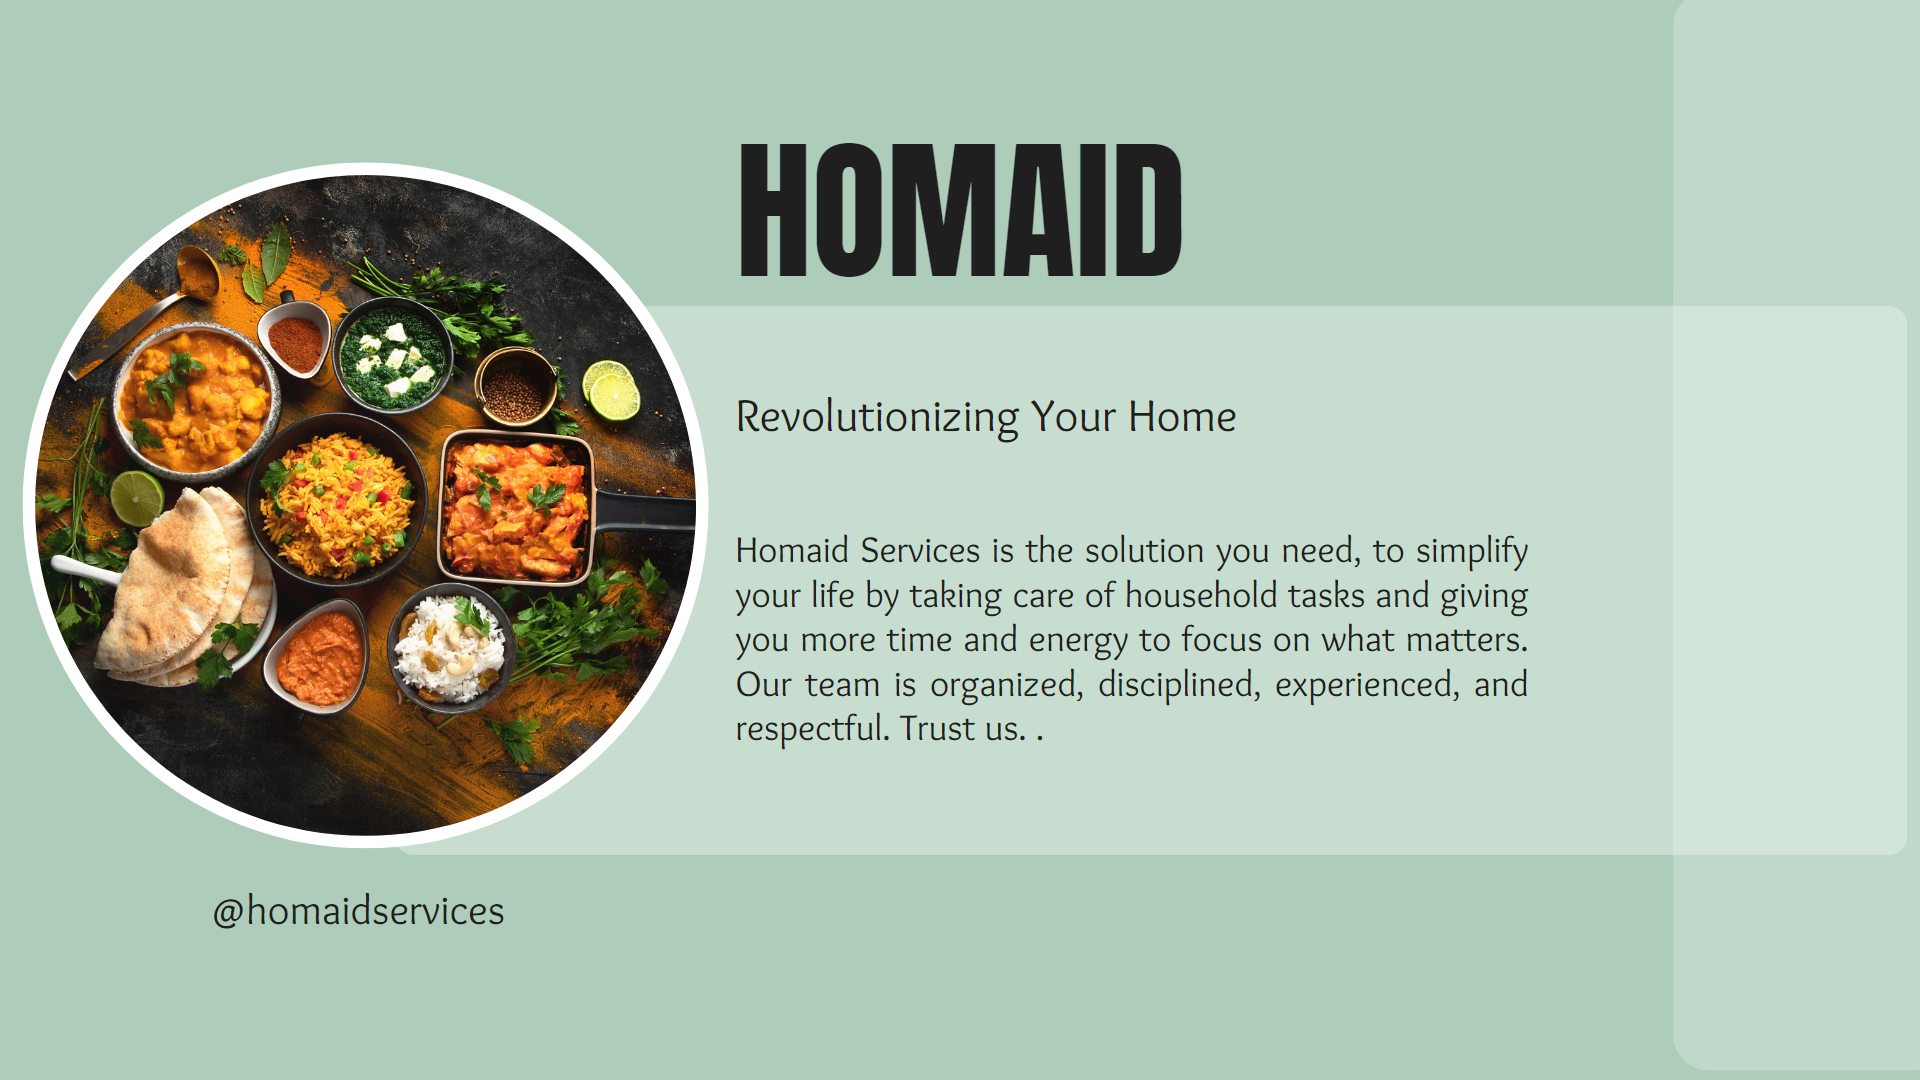 HOMAID
Revolutionizing Your Home
Homaid Services is the solution you need, to simplify
your life by taking care of household tasks and giving
you more time and energy to focus on what matters.
Our team is organized, disciplined, experienced, and
respectful. Trust us. .
@homaidservices